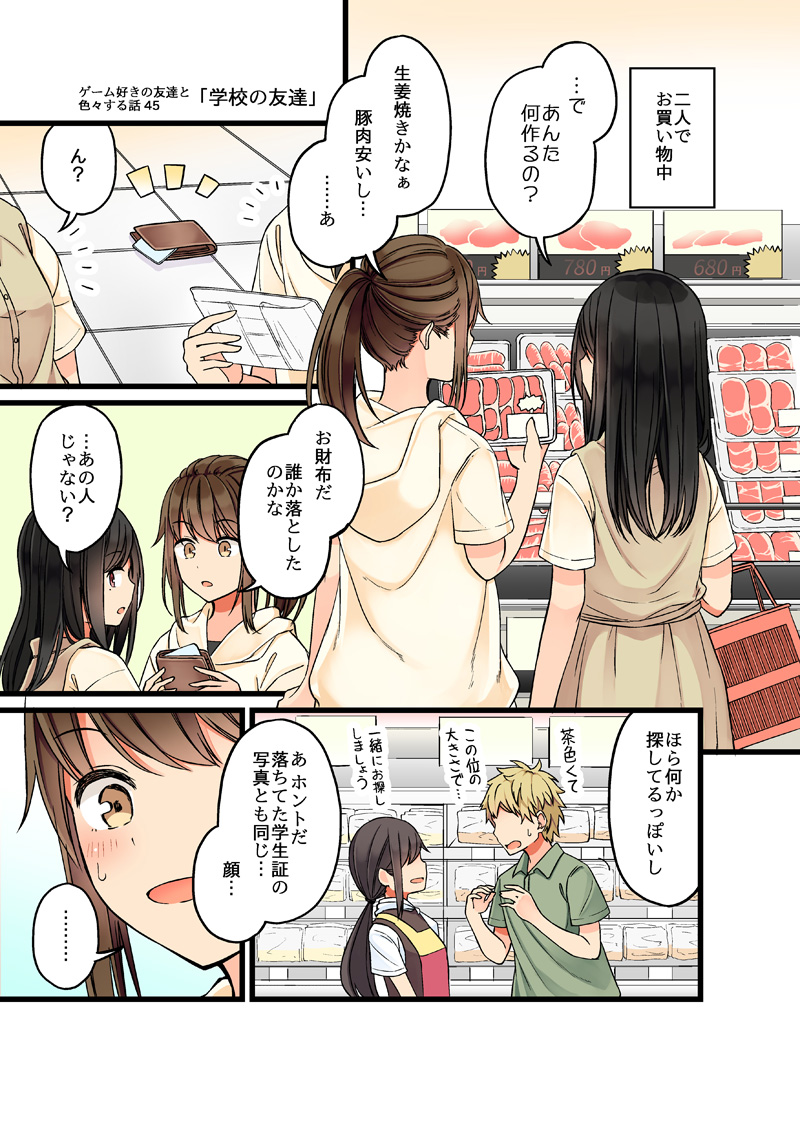 ゲーム好きの友達と
色々する話 45
「学校の友達」
二人で
お買い物中
…で
あんた
何作るの？
生姜焼きかなぁ
豚肉安いし…
……あ
円
780円
680円
ん？
お財布だ
誰か落とした
のかな
…あの人
じゃない？
ほら何か
探してるっぽいし
茶色くて
この位の
大きさで…
一緒にお探し
しましょう
あ ホントだ
落ちてた学生証の
写真とも同じ…
顔…
………